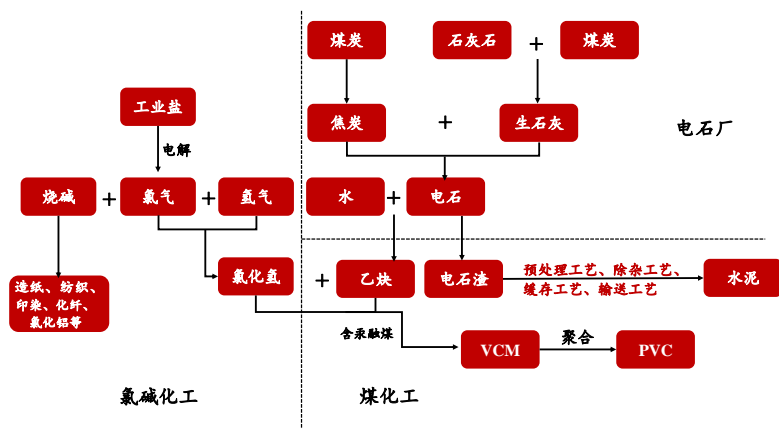 煤炭
石灰石
+
煤炭
工业盐
焦炭
+
生石灰
电石厂
电解
烧碱
+
氯气
+
氢气
水
+
电石
造纸、纺织、
印染、化纤、
氯化铝等
氯化氢
+
乙炔
电石渣
预处理工艺、除杂工艺、
缓存工艺、输送工艺
水泥
含汞融煤
VCM
聚合
PVC
氯碱化工
煤化工